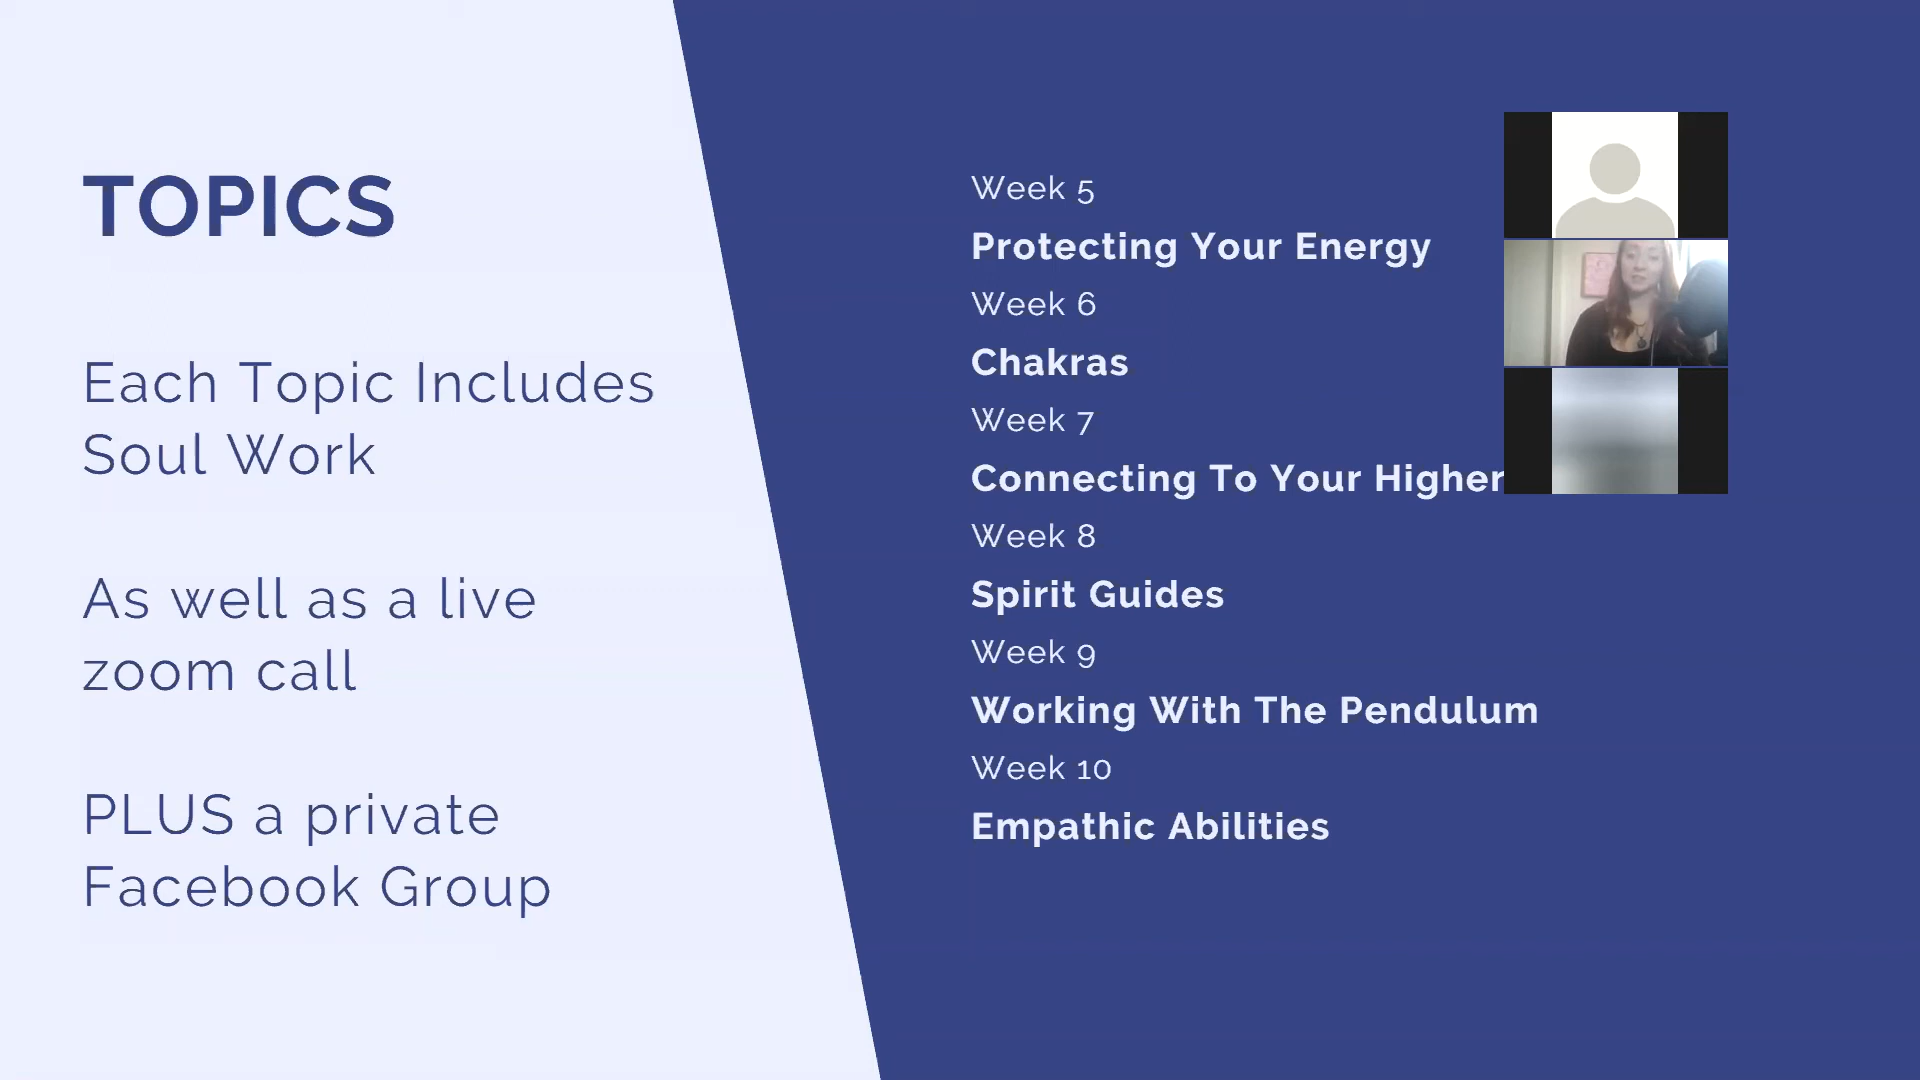 TOPICS
Each Topic Includes
Soul Work
As well as a live
zoom call
PLUS a private
Facebook Group
Week 5
Protecting Your Energy
Week 6
Chakras
Week 7
Connecting To Your Higher
Week 8
Spirit Guides
Week 9
Working With The Pendulum
Week 10
Empathic Abilities